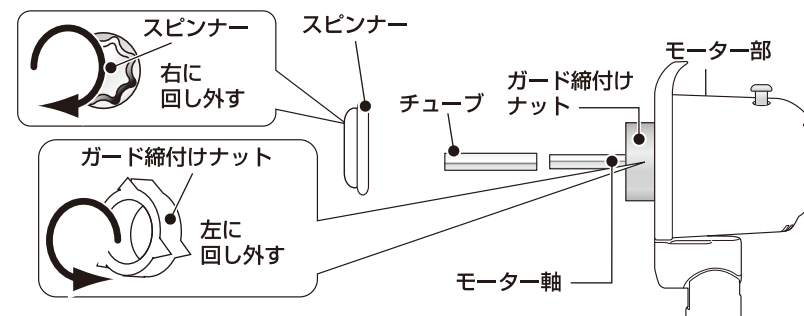 スピンナー
右に
回し外す
スピンナー
チューブ
ガード締付け
ナット
モーター部
ガード締付けナット
左に
回し外す
モーター軸